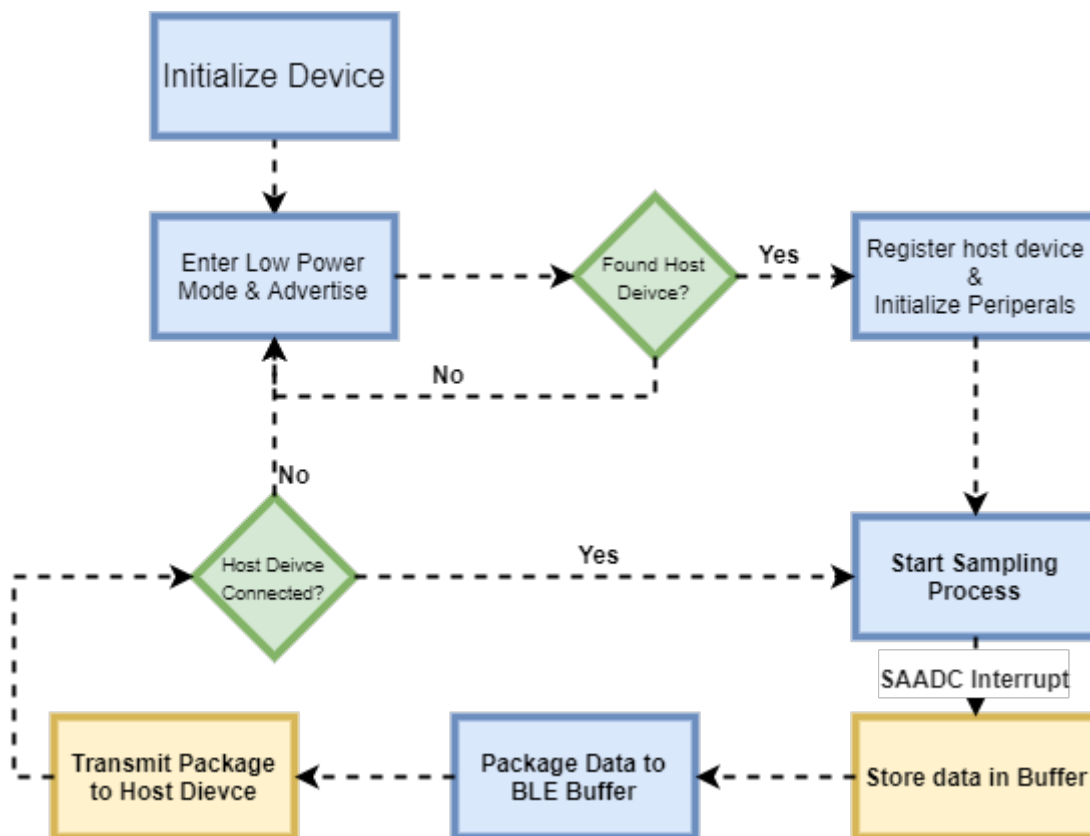 Initialize Device
Enter Low Power
Mode & Advertise
Found Host
Deivce?
Yes
Register host device
&
Initialize Periperals
No
No
Host Deivce
Connected?
Yes
Start Sampling
Process
SAADC Interrupt
Transmit Package
to Host Dievce
Package Data to
BLE Buffer
Store data in Buffer